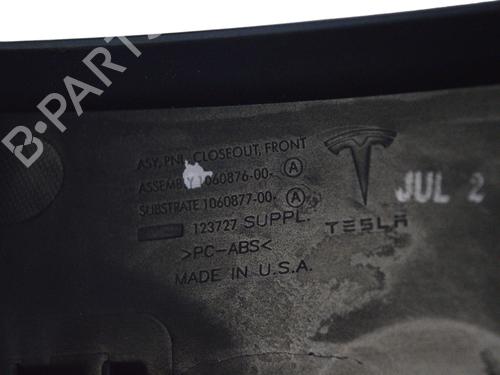 B-PARTS
ASY, PNL, CLOSEOUT, FRONT
ASSEMBLY 1060876-00- A
SUBSTRATE 1060877-00- A
123727 SUPPL.
>PC-ABS<
MADE IN U.S.A.
TESLA
JUL 2